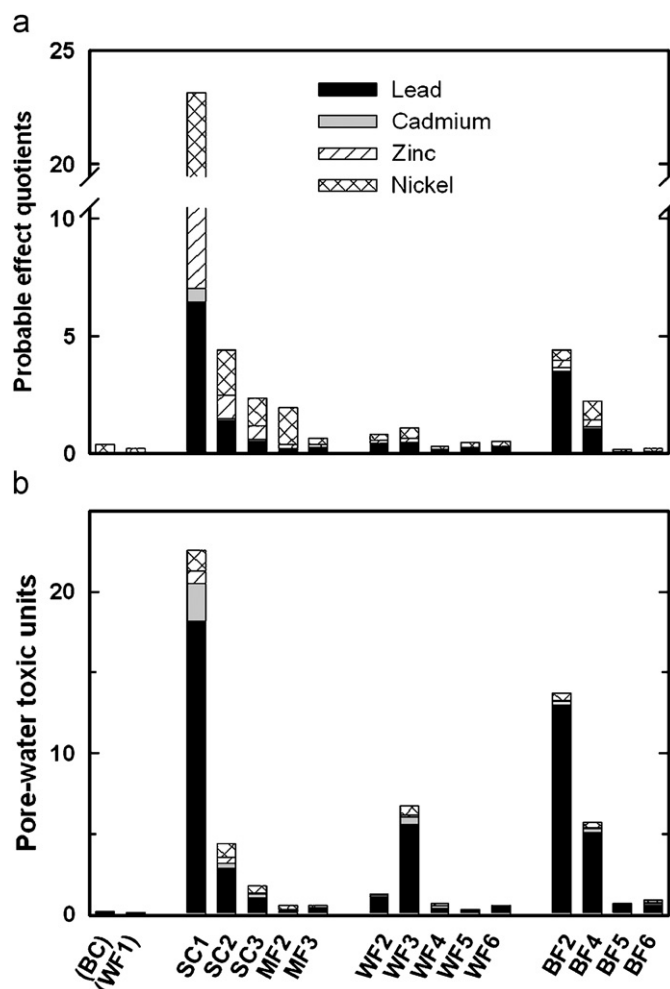 a
25
20
10
5
0
Probable effect quotients
Lead
Cadmium
Zinc
Nickel
b
20
10
0
Pore-water toxic units
(BC)
(WF1)
SC1
SC2
SC3
MF2
MF3
WF2
WF3
WF4
WF5
WF6
BF2
BF4
BF5
BF6